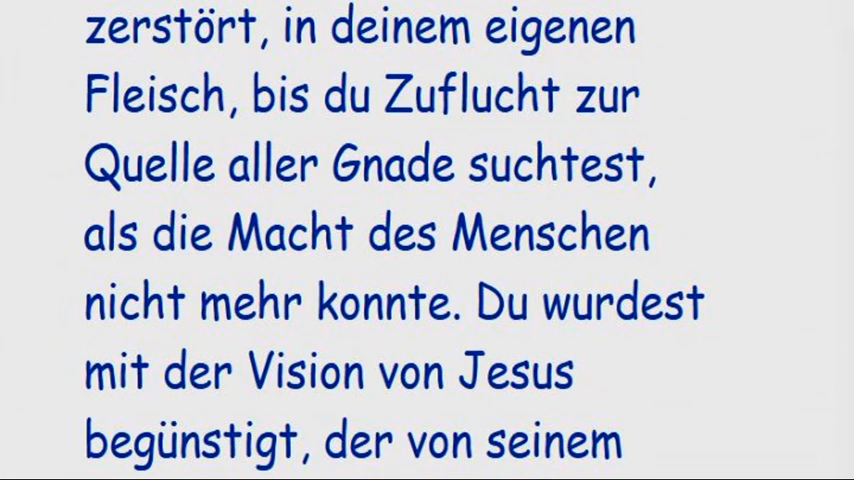 zerstört, in deinem eigenen
Fleisch, bis du Zuflucht zur
Quelle aller Gnade suchtest,
als die Macht des Menschen
nicht mehr konnte. Du wurdest
mit der Vision von Jesus
begünstigt, der von seinem